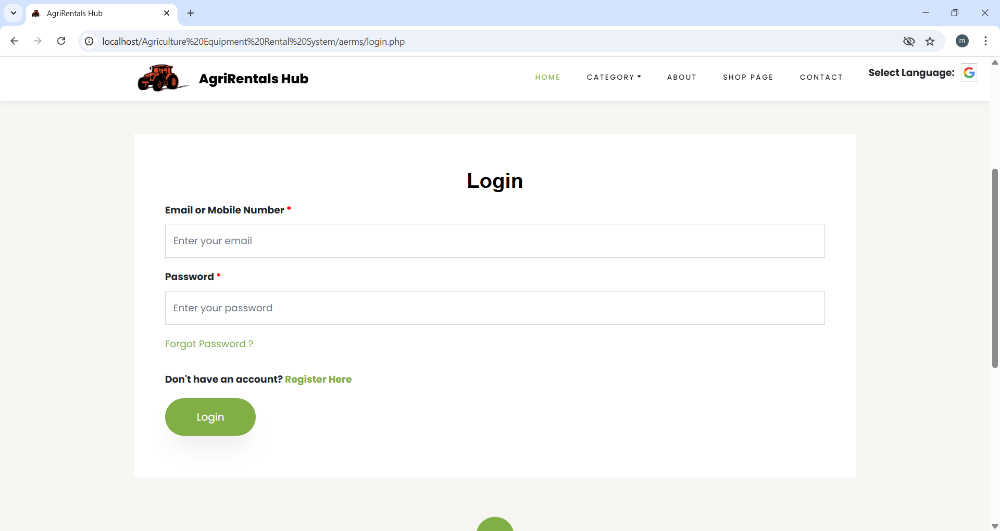 AgriRentals Hub
localhost/Agriculture%20Equipment%20Rental%20System/aerms/login.php
m
AgriRentals Hub
HOME CATEGORY ABOUT SHOP PAGE CONTACT Select Language: G
Login
Email or Mobile Number *
Enter your email
Password *
Enter your password
Forgot Password ?
Don't have an account? Register Here
Login